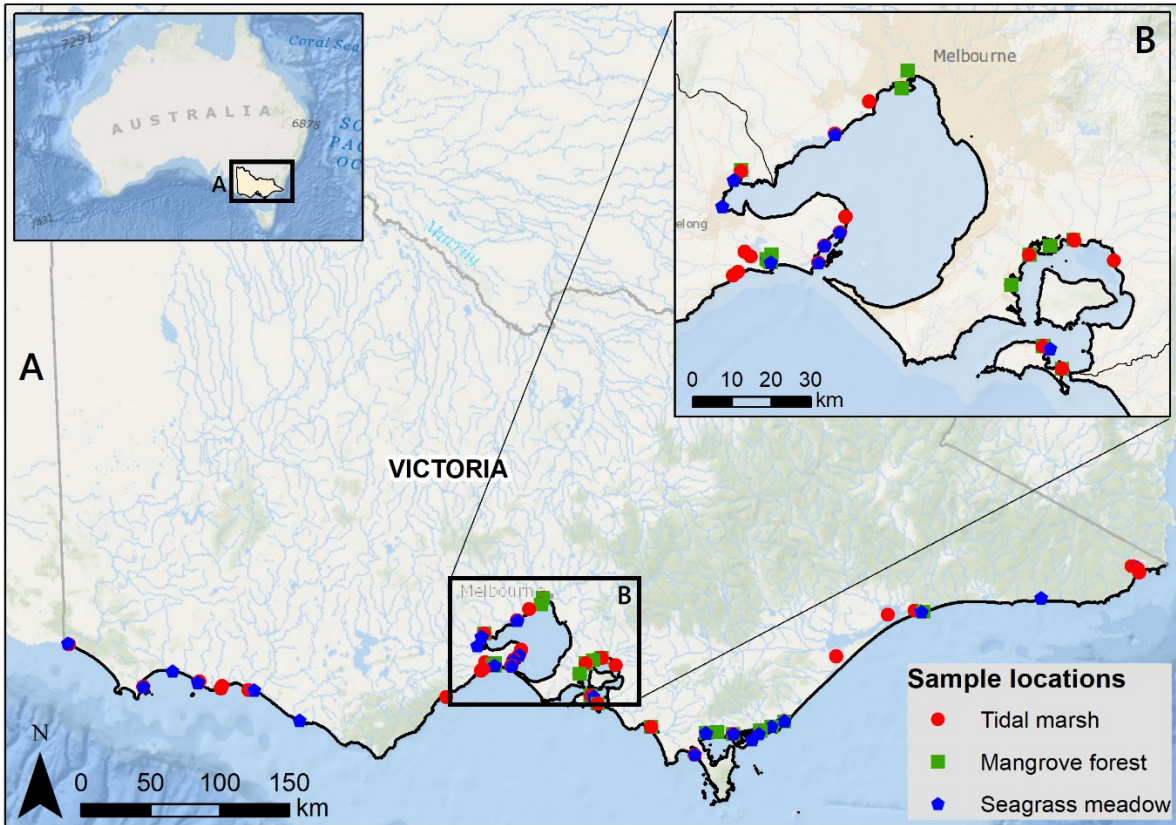 7291
Coral Sea
AUSTRALIA
6878
SO
PAC
OC
A
7431
B
Melbourne
elong
0 10 20 30
km
Murray
A
VICTORIA
Melbourne
B
N
0 50 100 150
km
Sample locations
Tidal marsh
Mangrove forest
Seagrass meadow